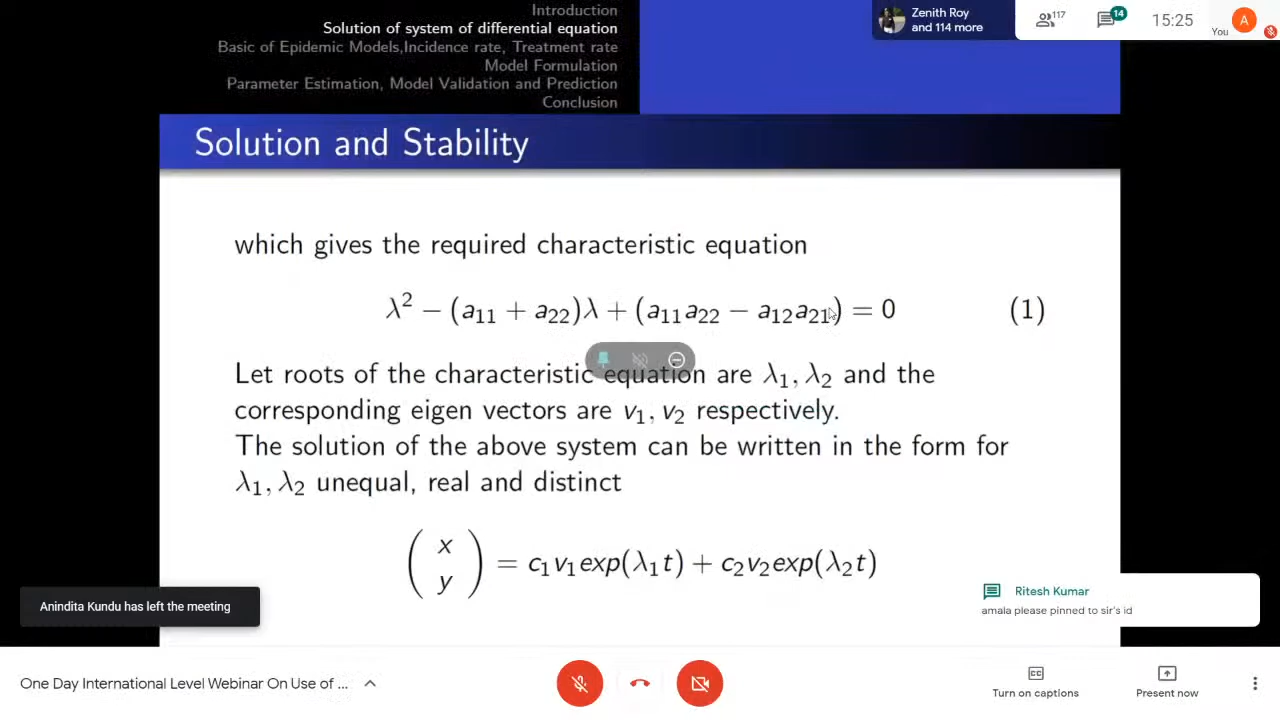 Introduction
Solution of system of differential equation
Basic of Epidemic Models,Incidence rate, Treatment rate
Model Formulation
Parameter Estimation, Model Validation and Prediction
Conclusion
Zenith Roy
and 114 more
117
14
15:25
A
You
Solution and Stability
which gives the required characteristic equation
λ² − (a₁₁ + a₂₂)λ + (a₁₁a₂₂ − a₁₂a₂₁) = 0 (1)
Let roots of the characteristic equation are λ₁, λ₂ and the
corresponding eigen vectors are v₁, v₂ respectively.
The solution of the above system can be written in the form for
λ₁, λ₂ unequal, real and distinct
( x y ) = c₁v₁exp(λ₁t) + c₂v₂exp(λ₂t)
Anindita Kundu has left the meeting
Ritesh Kumar
amala please pinned to sir's id
One Day International Level Webinar On Use of ...
CC
Turn on captions
Present now